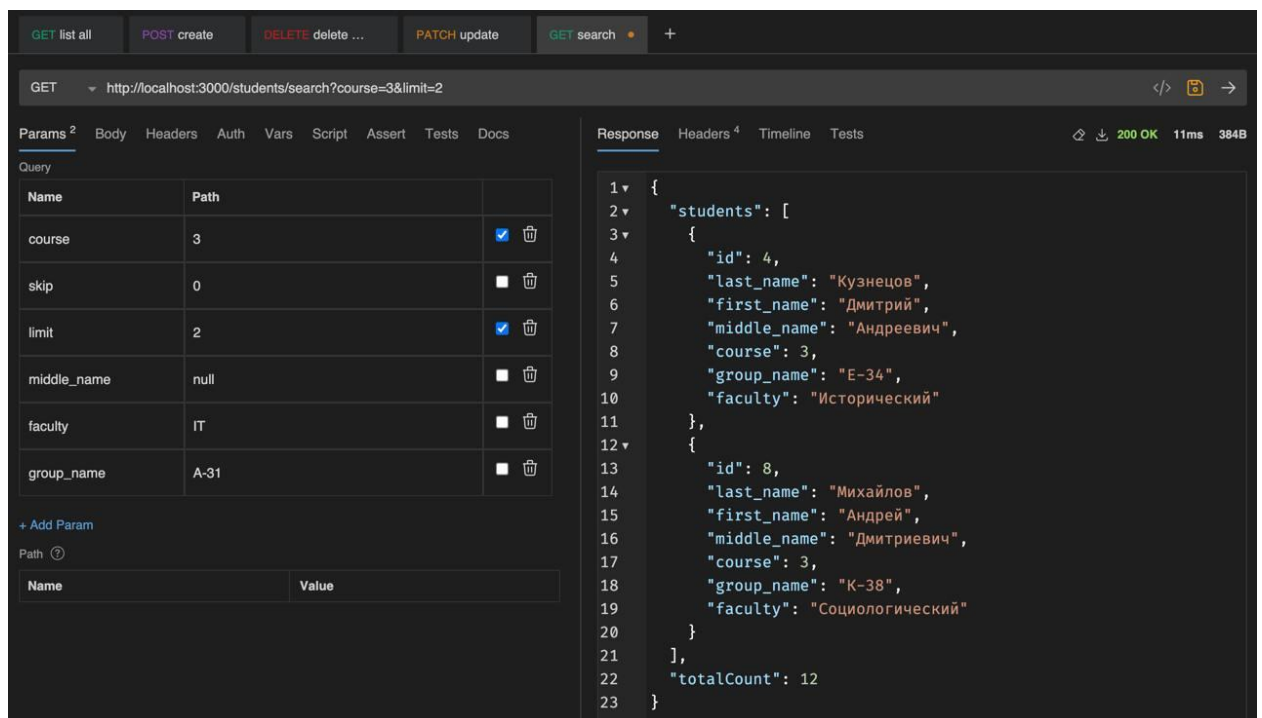 GET list all POST create DELETE delete ... PATCH update GET search +
GET http://localhost:3000/students/search?course=3&limit=2 </>
Params 2 Body Headers Auth Vars Script Assert Tests Docs
Query
Name Path
course 3
skip 0
limit 2
middle_name null
faculty IT
group_name A-31
+ Add Param
Path ?
Name Value
Response Headers 4 Timeline Tests 200 OK 11ms 384B
1 {
2 "students": [
3 {
4 "id": 4,
5 "last_name": "Кузнецов",
6 "first_name": "Дмитрий",
7 "middle_name": "Андреевич",
8 "course": 3,
9 "group_name": "Е-34",
10 "faculty": "Исторический"
11 },
12 {
13 "id": 8,
14 "last_name": "Михайлов",
15 "first_name": "Андрей",
16 "middle_name": "Дмитриевич",
17 "course": 3,
18 "group_name": "К-38",
19 "faculty": "Социологический"
20 }
21 ],
22 "totalCount": 12
23 }